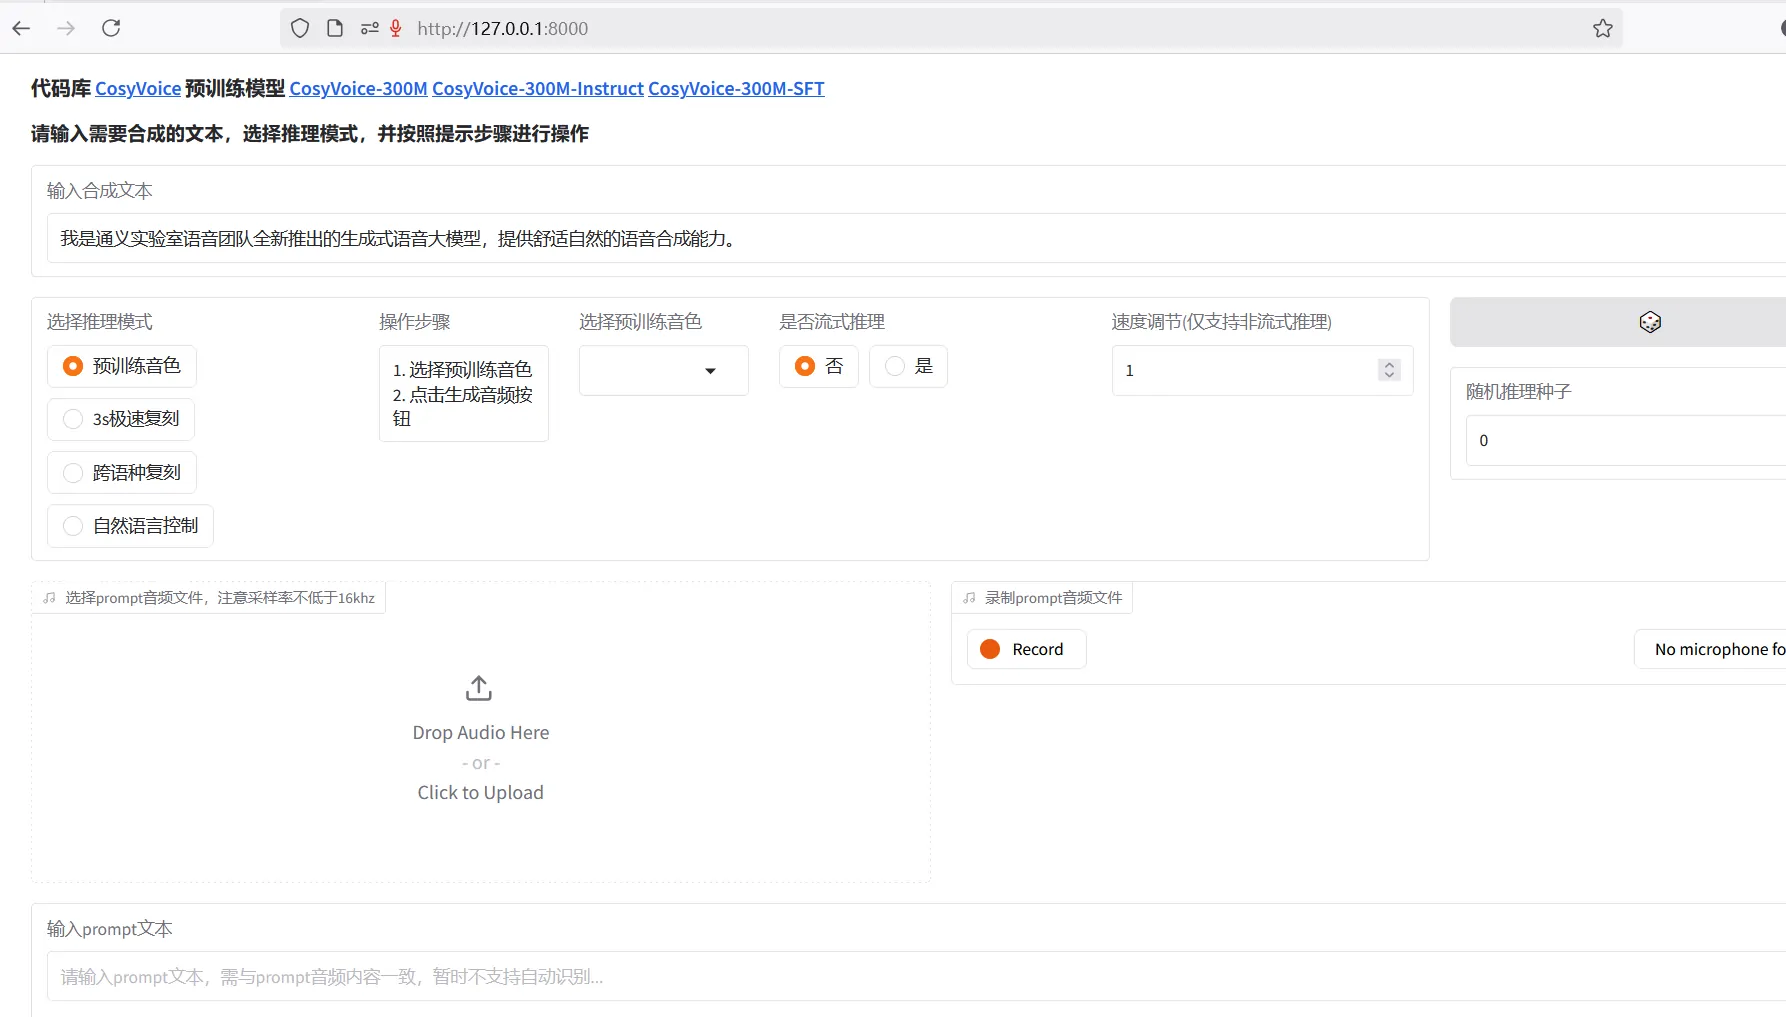 http://127.0.0.1:8000
代码库 CosyVoice 预训练模型 CosyVoice-300M CosyVoice-300M-Instruct CosyVoice-300M-SFT
请输入需要合成的文本，选择推理模式，并按照提示步骤进行操作
输入合成文本
我是通义实验室语音团队全新推出的生成式语音大模型，提供舒适自然的语音合成能力。
选择推理模式
预训练音色
3s极速复刻
跨语种复刻
自然语言控制
操作步骤
1. 选择预训练音色
2. 点击生成音频按
钮
选择预训练音色
是否流式推理
否
是
速度调节(仅支持非流式推理)
1
随机推理种子
0
选择prompt音频文件，注意采样率不低于16khz
Drop Audio Here
- or -
Click to Upload
录制prompt音频文件
Record
No microphone fo
输入prompt文本
请输入prompt文本，需与prompt音频内容一致，暂时不支持自动识别...